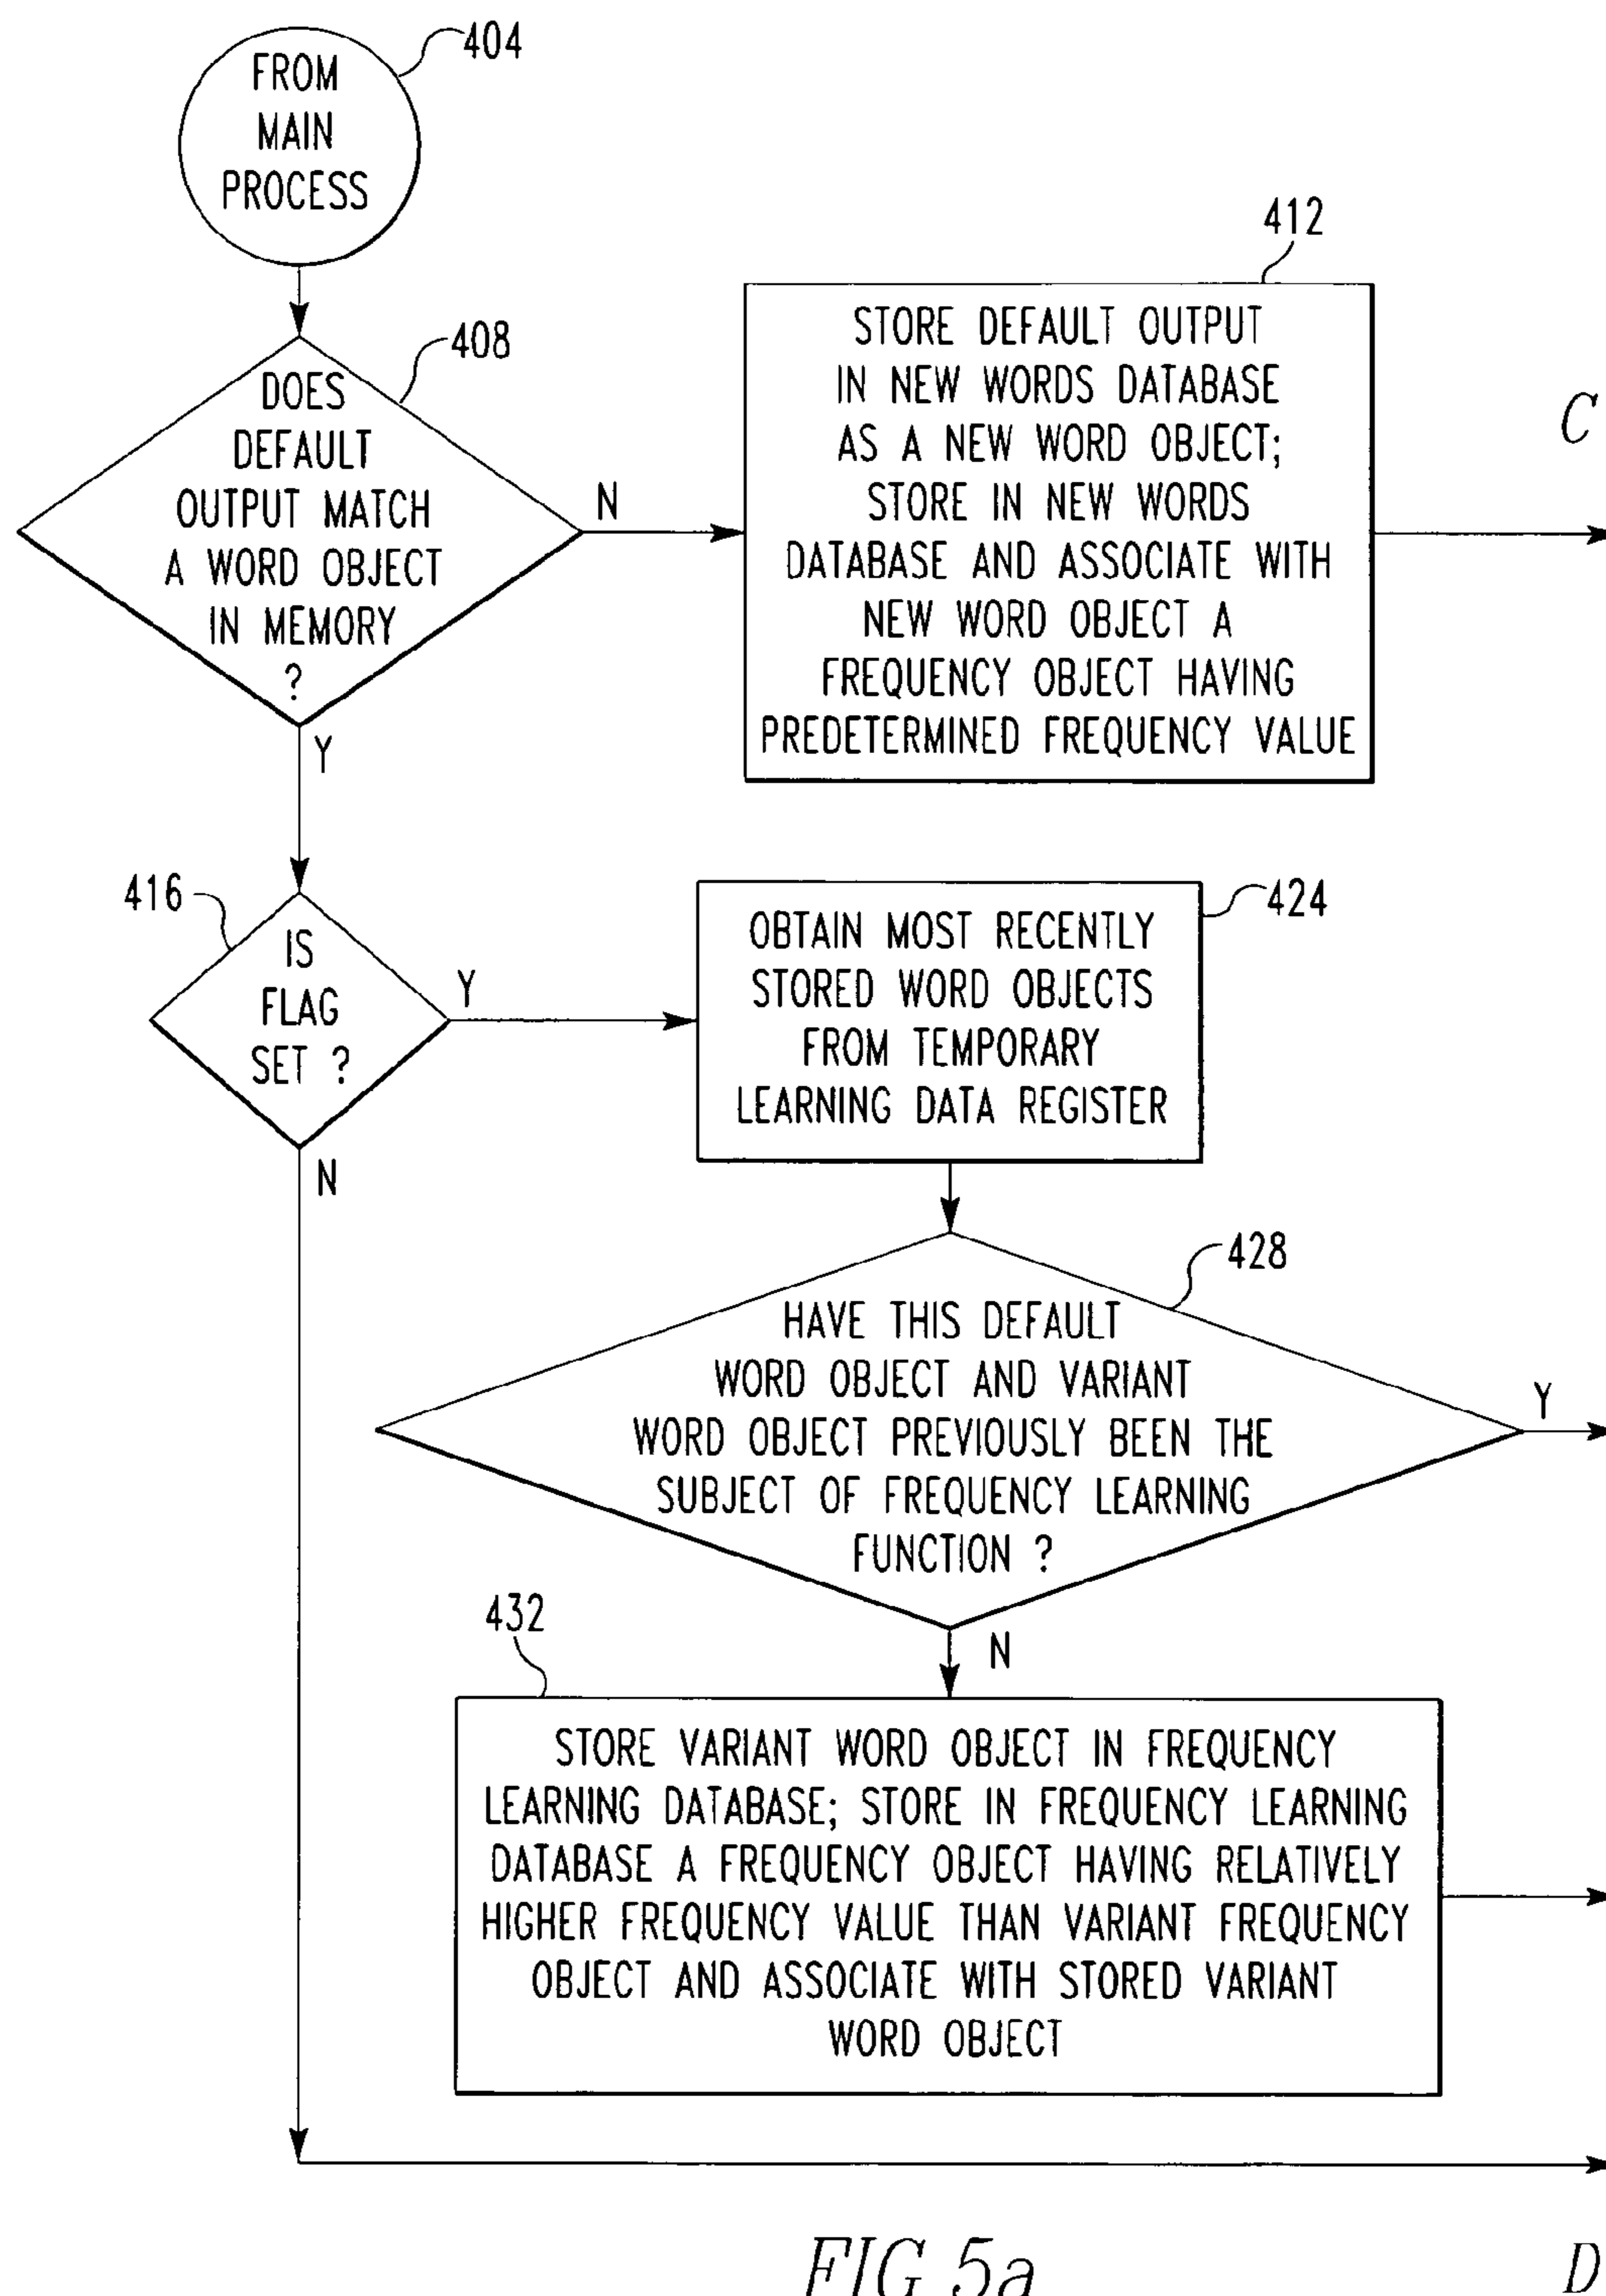 FROM
MAIN
PROCESS
404
DOES
DEFAULT
OUTPUT MATCH
A WORD OBJECT
IN MEMORY
?
408
N
Y
412
STORE DEFAULT OUTPUT
IN NEW WORDS DATABASE
AS A NEW WORD OBJECT;
STORE IN NEW WORDS
DATABASE AND ASSOCIATE WITH
NEW WORD OBJECT A
FREQUENCY OBJECT HAVING
PREDETERMINED FREQUENCY VALUE
C
416
IS
FLAG
SET ?
Y
N
424
OBTAIN MOST RECENTLY
STORED WORD OBJECTS
FROM TEMPORARY
LEARNING DATA REGISTER
428
HAVE THIS DEFAULT
WORD OBJECT AND VARIANT
WORD OBJECT PREVIOUSLY BEEN THE
SUBJECT OF FREQUENCY LEARNING
FUNCTION ?
Y
N
432
STORE VARIANT WORD OBJECT IN FREQUENCY
LEARNING DATABASE; STORE IN FREQUENCY LEARNING
DATABASE A FREQUENCY OBJECT HAVING RELATIVELY
HIGHER FREQUENCY VALUE THAN VARIANT FREQUENCY
OBJECT AND ASSOCIATE WITH STORED VARIANT
WORD OBJECT
FIG 5a
D